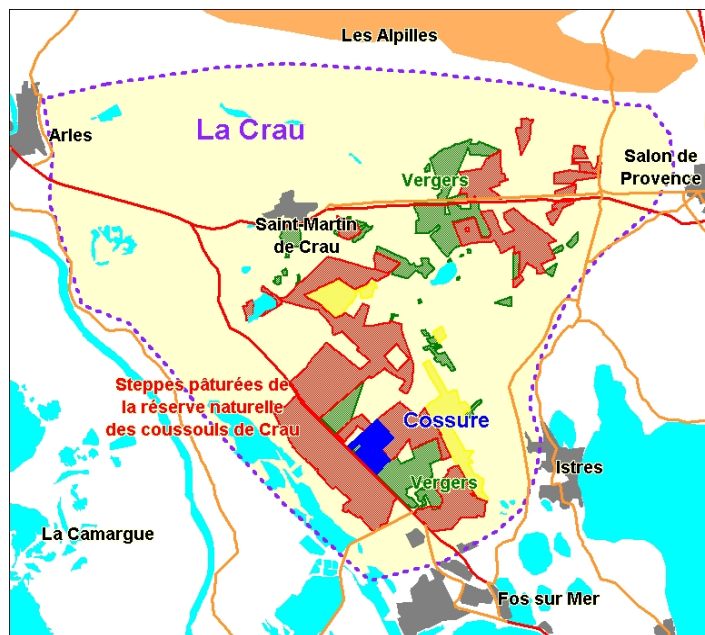 Les Alpilles
La Crau
Arles
Salon de
Provence
Vergers
Saint-Martin
de Crau
Steppes pâturées de
la réserve naturelle
des coussouls de Crau
Cossure
Istres
Vergers
La Camargue
Fos sur Mer